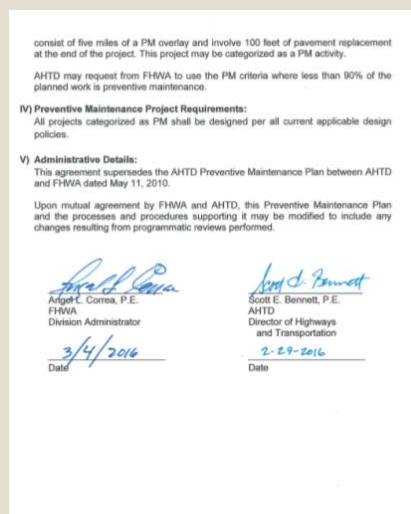 consist of five miles of a PM overlay and involve 100 feet of pavement replacement
at the end of the project. This project may be categorized as a PM activity.
AHTD may request from FHWA to use the PM criteria where less than 90% of the
planned work is preventive maintenance.
IV) Preventive Maintenance Project Requirements:
All projects categorized as PM shall be designed per all current applicable design
policies.
V) Administrative Details:
This agreement supersedes the AHTD Preventive Maintenance Plan between AHTD
and FHWA dated May 11, 2010.
Upon mutual agreement by FHWA and AHTD, this Preventive Maintenance Plan
and the processes and procedures supporting it may be modified to include any
changes resulting from programmatic reviews performed.
Angel L. Correa, P.E.
FHWA
Division Administrator
3/4/2016
Date
Scott E. Bennett
Scott E. Bennett, P.E.
AHTD
Director of Highways
and Transportation
2-29-2016
Date